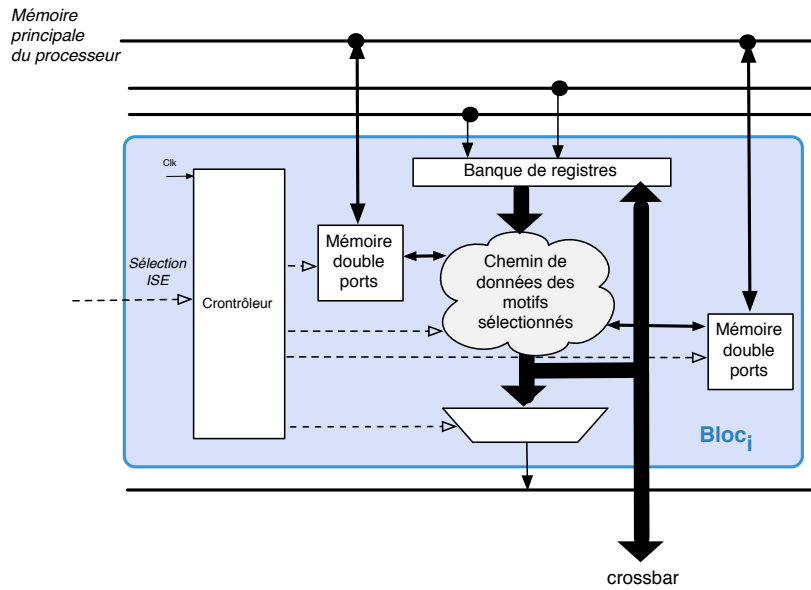 Mémoire
principale
du processeur
Clk
Banque de registres
Sélection
ISE
Crontrôleur
Mémoire
double
ports
Chemin de
données des
motifs
sélectionnés
Mémoire
double
ports
Bloci
crossbar